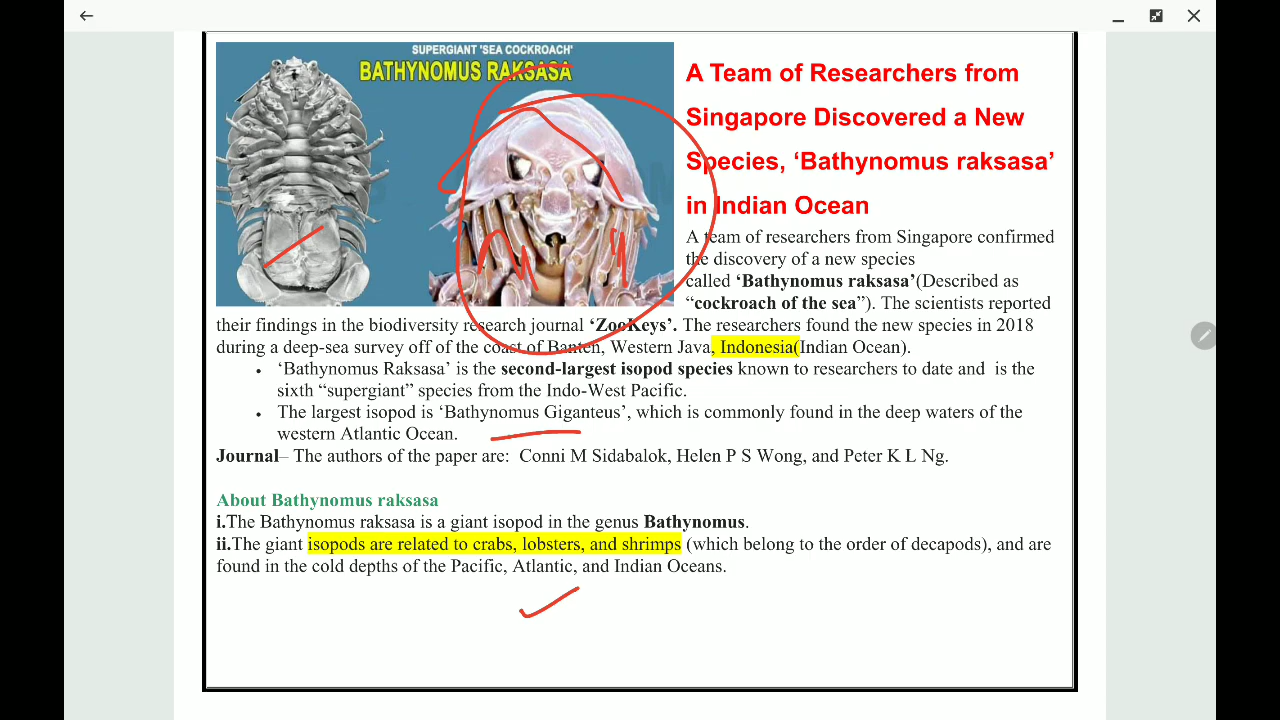 SUPERGIANT 'SEA COCKROACH'
BATHYNOMUS RAKSASA
A Team of Researchers from
Singapore Discovered a New
Species, ‘Bathynomus raksasa’
in Indian Ocean
A team of researchers from Singapore confirmed
the discovery of a new species
called ‘Bathynomus raksasa’(Described as
“cockroach of the sea”). The scientists reported
their findings in the biodiversity research journal ‘ZooKeys’. The researchers found the new species in 2018
during a deep-sea survey off of the coast of Banten, Western Java, Indonesia(Indian Ocean).
• ‘Bathynomus Raksasa’ is the second-largest isopod species known to researchers to date and is the
sixth “supergiant” species from the Indo-West Pacific.
• The largest isopod is ‘Bathynomus Giganteus’, which is commonly found in the deep waters of the
western Atlantic Ocean.
Journal– The authors of the paper are: Conni M Sidabalok, Helen P S Wong, and Peter K L Ng.
About Bathynomus raksasa
i.The Bathynomus raksasa is a giant isopod in the genus Bathynomus.
ii.The giant isopods are related to crabs, lobsters, and shrimps (which belong to the order of decapods), and are
found in the cold depths of the Pacific, Atlantic, and Indian Oceans.